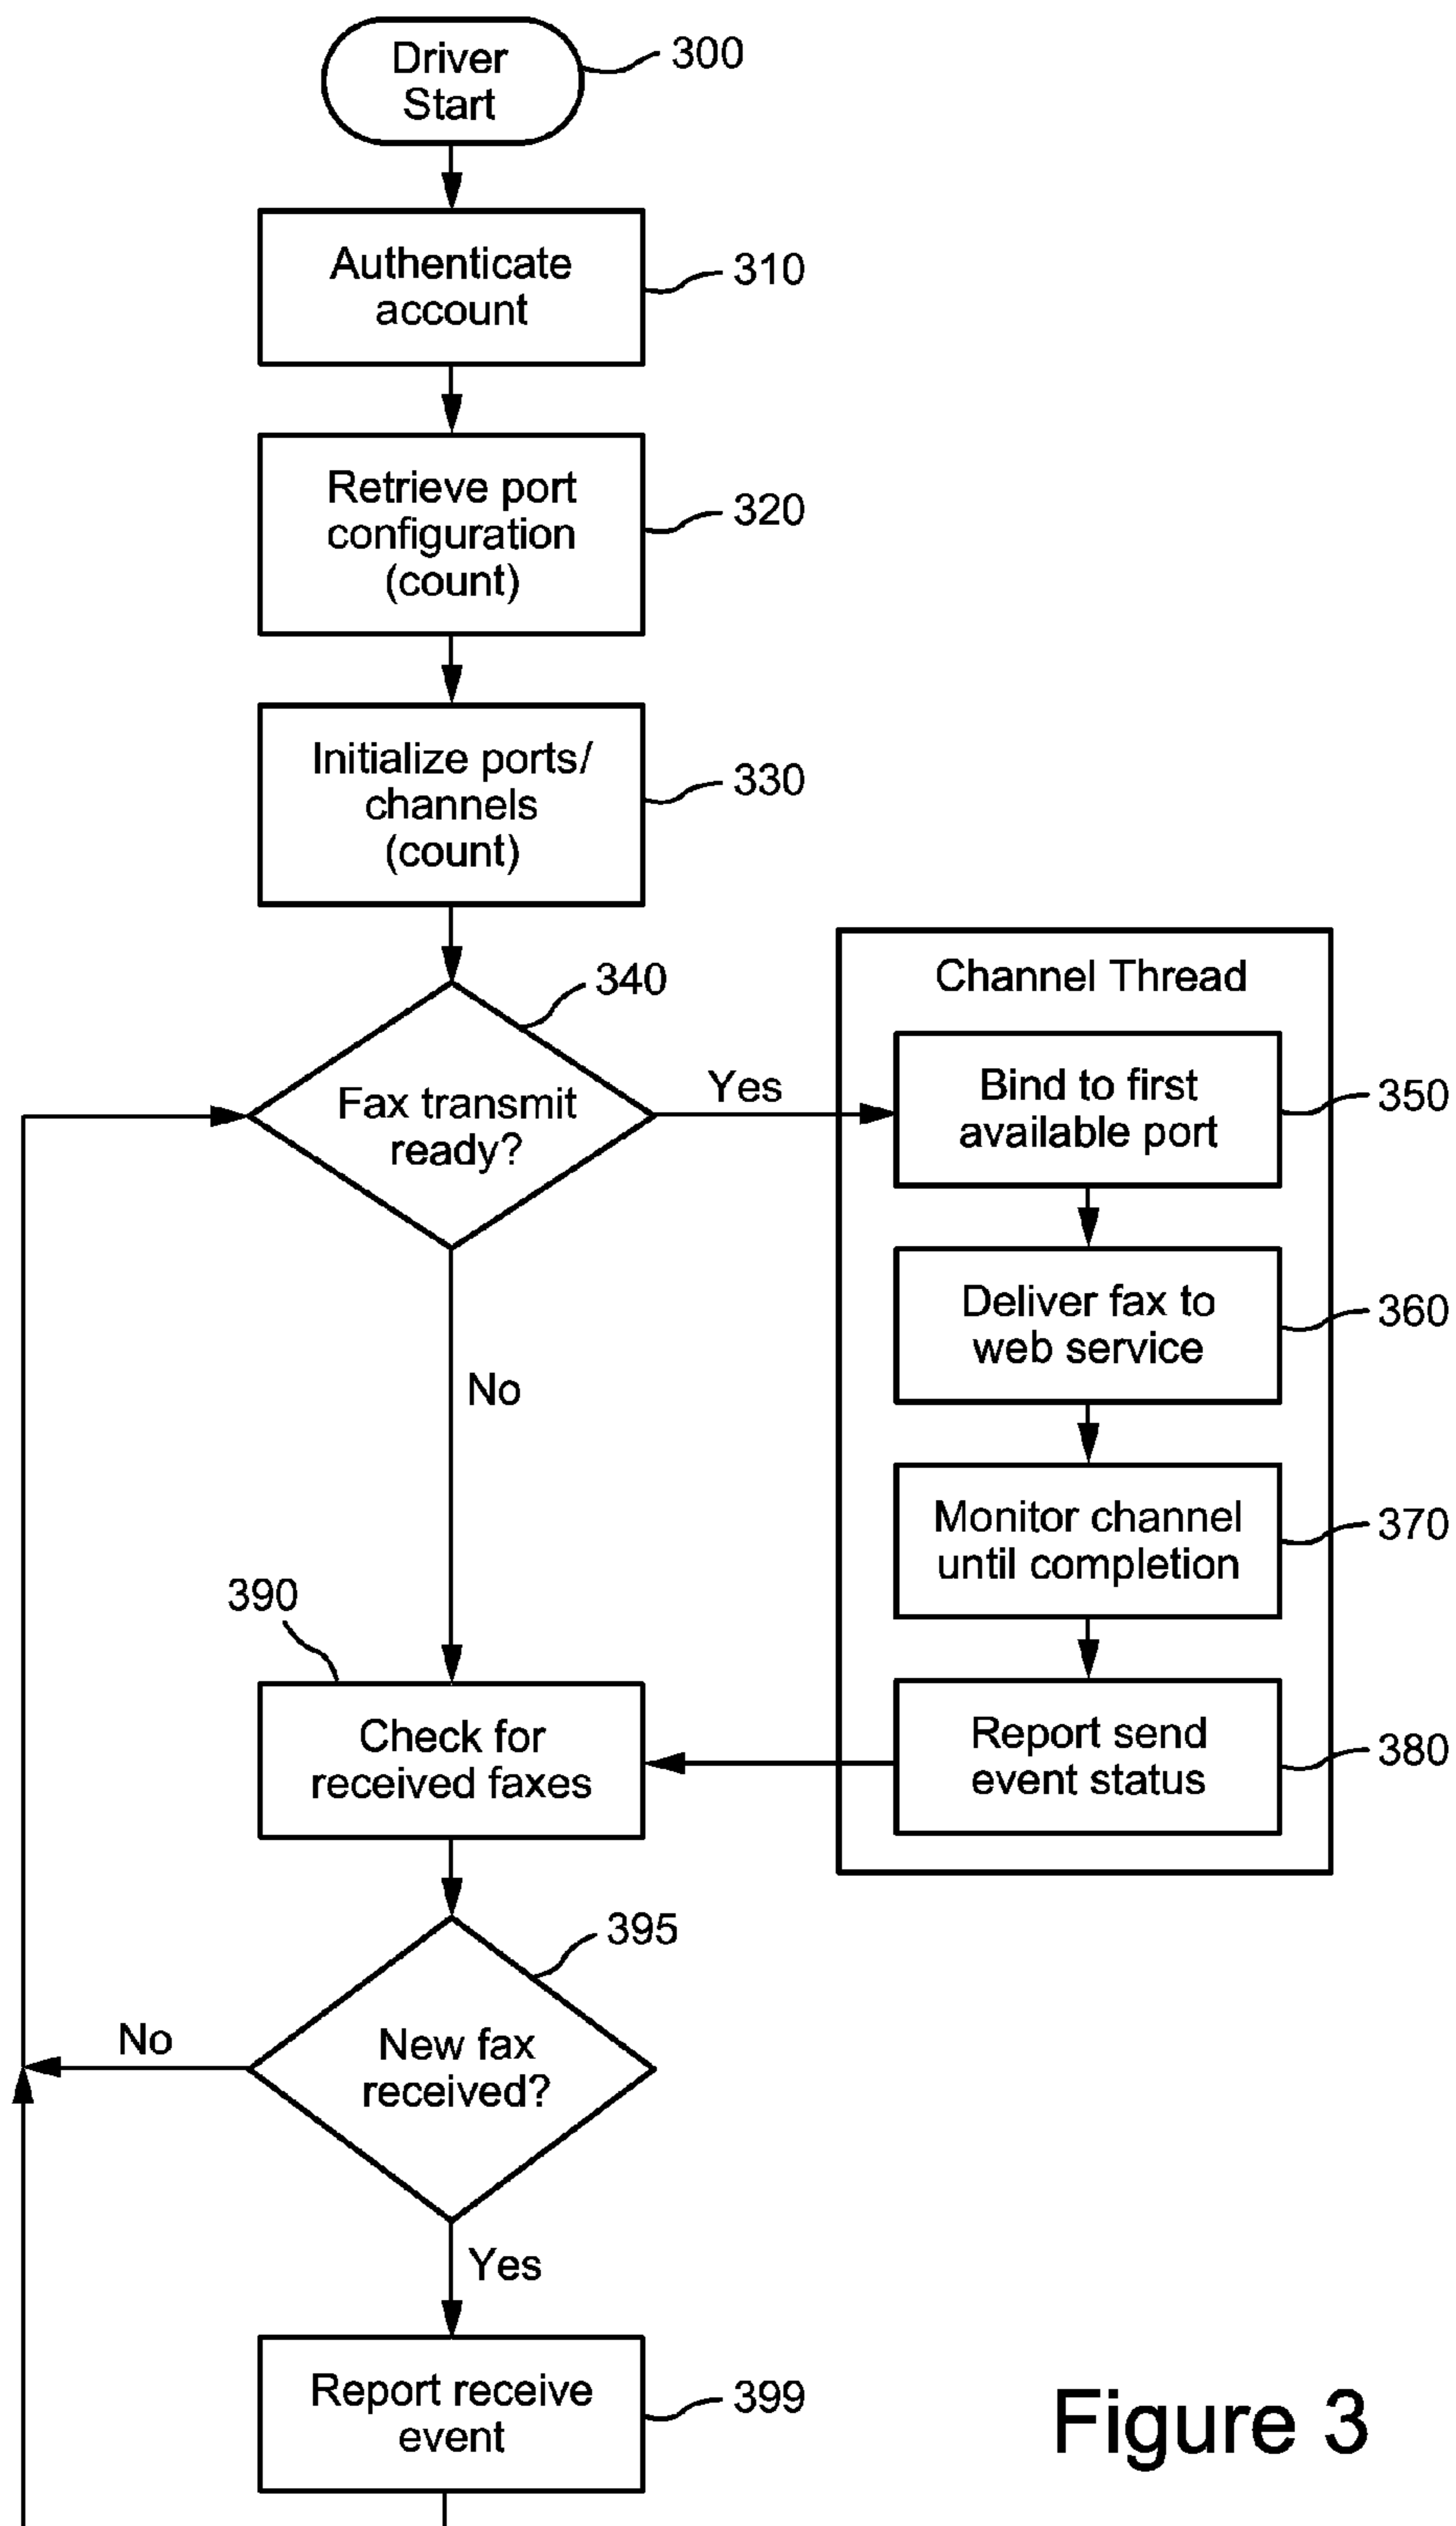 Driver
Start
300
Authenticate
account
310
Retrieve port
configuration
(count)
320
Initialize ports/
channels
(count)
330
340
Fax transmit
ready?
Yes
No
Channel Thread
Bind to first
available port
350
Deliver fax to
web service
360
Monitor channel
until completion
370
Report send
event status
380
390
Check for
received faxes
395
New fax
received?
No
Yes
Report receive
event
399
Figure 3